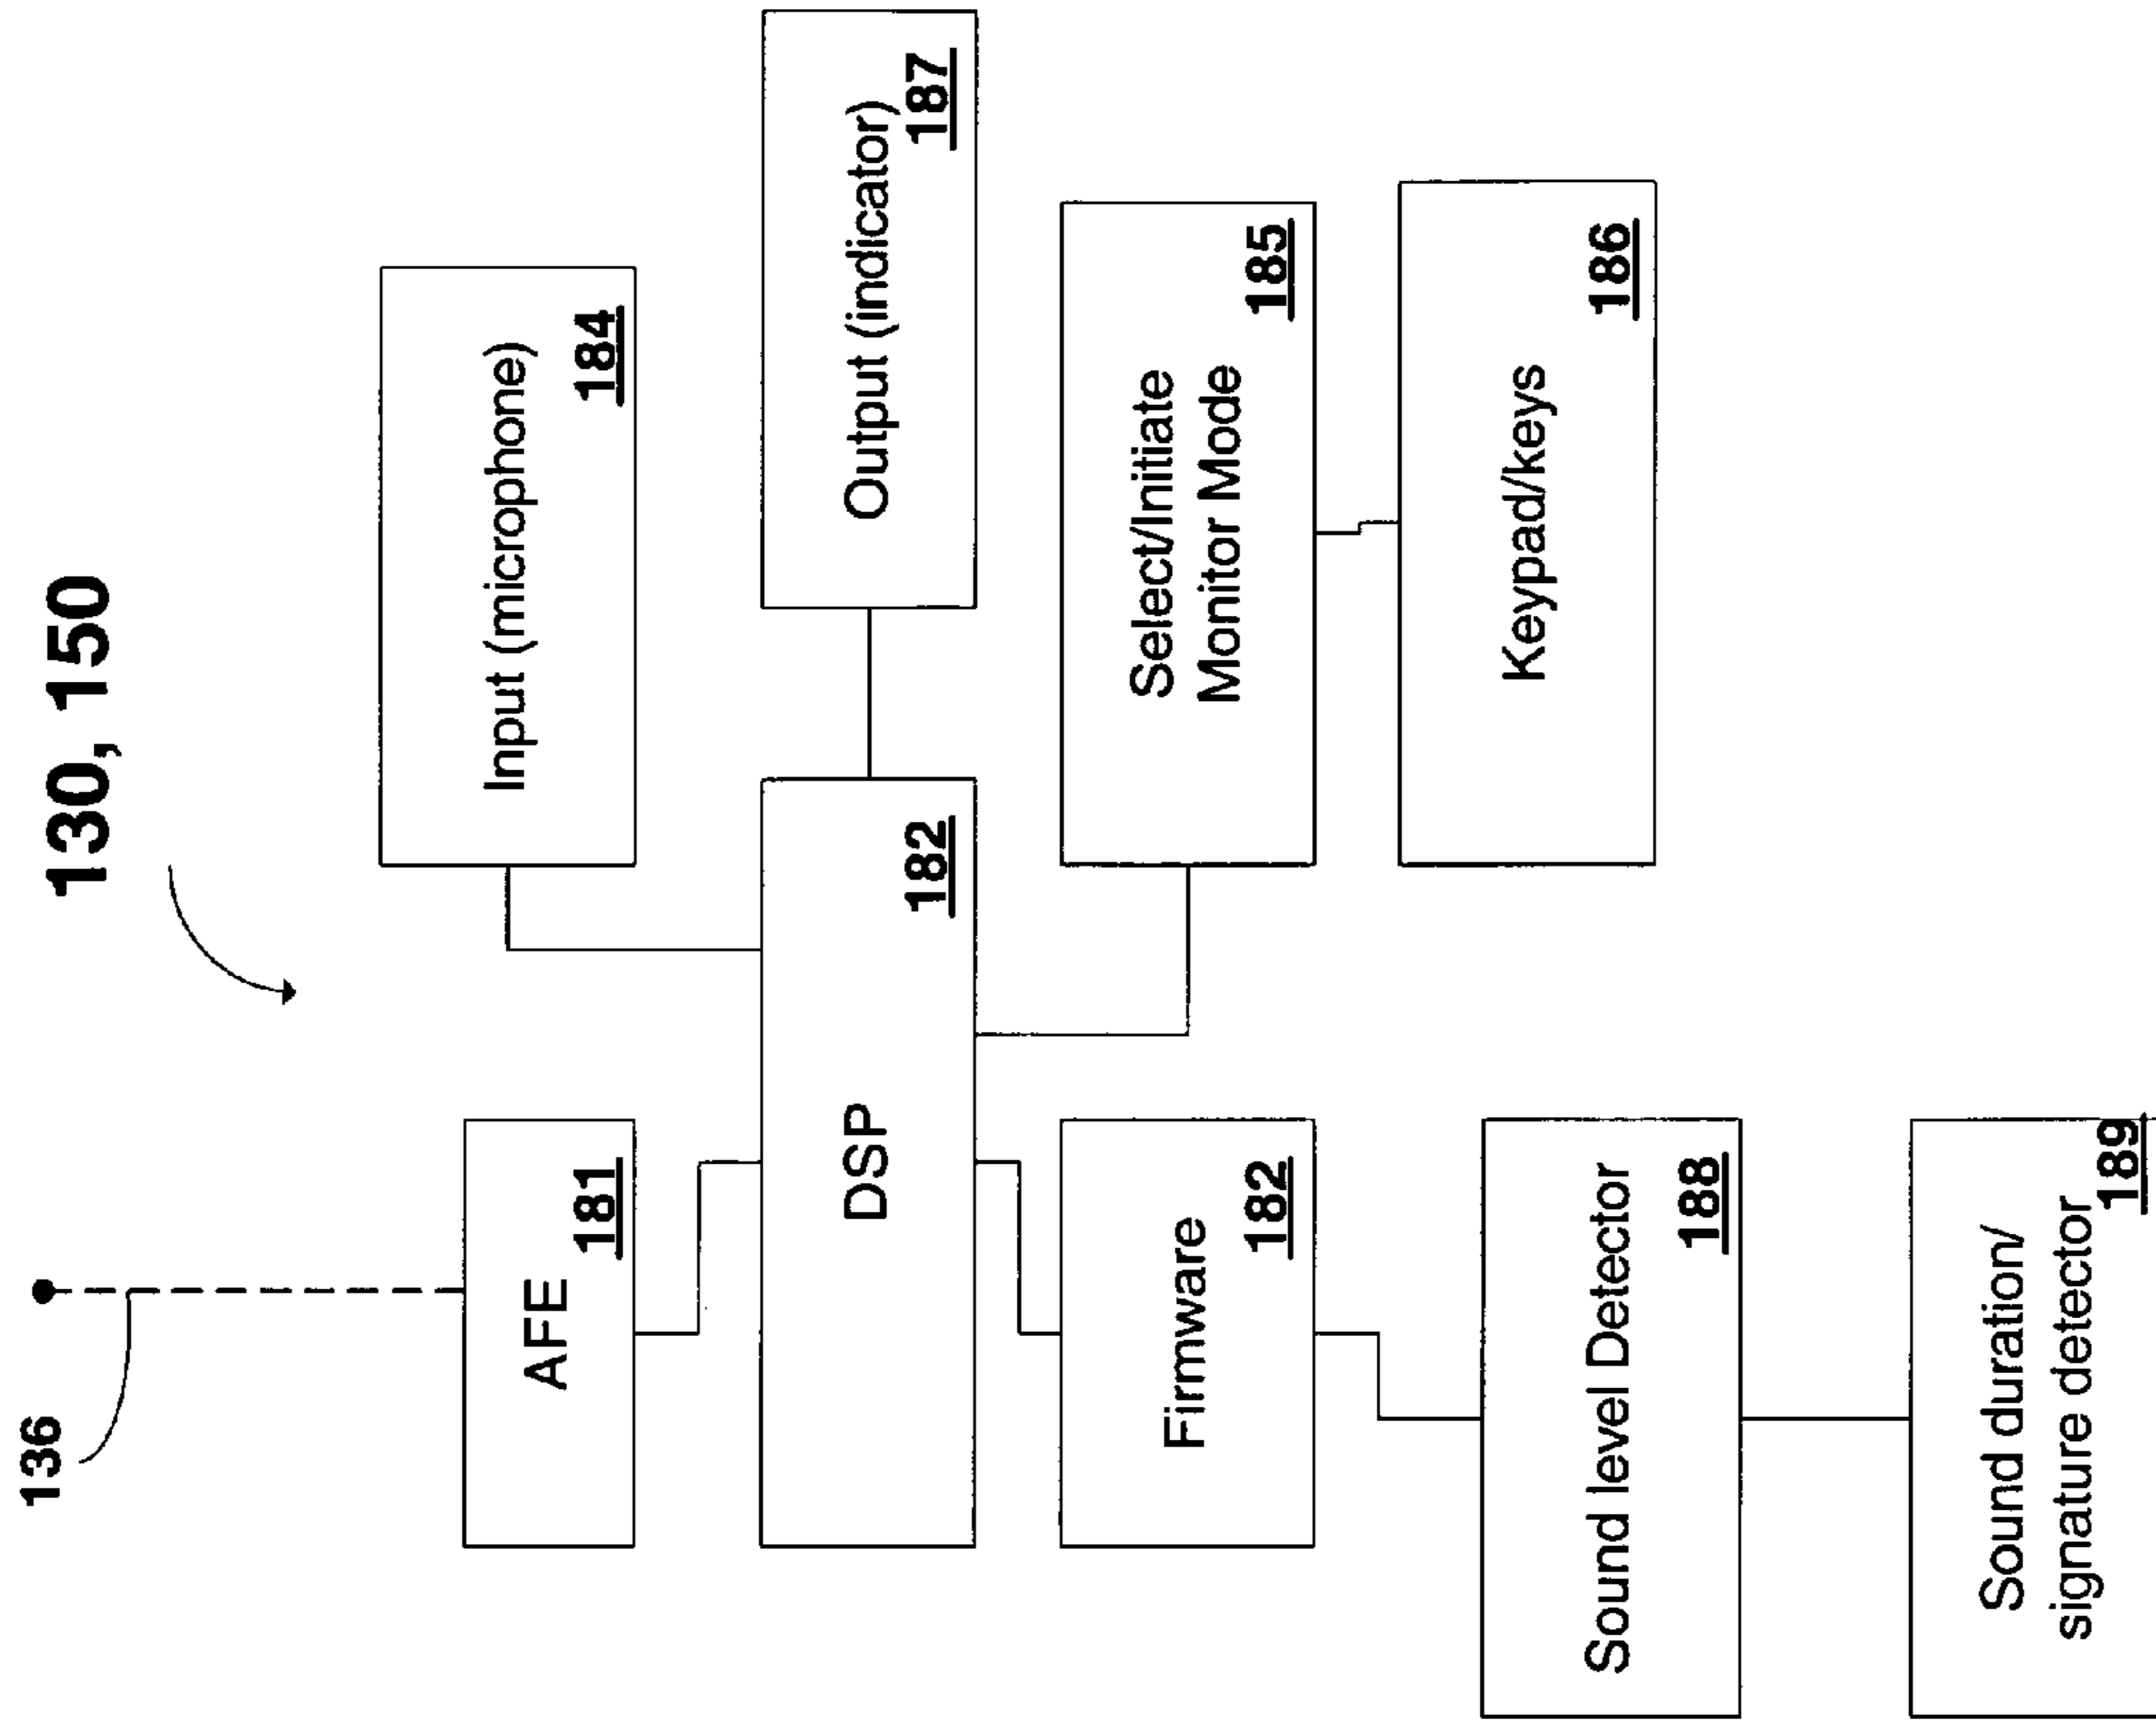 130, 150
136
Input (microphone)
184
AFE
181
DSP
182
Output (indicator)
187
Firmware
182
Select/Initiate
Monitor Mode
185
Keypad/keys
186
Sound level Detector
188
Sound duration/
signature detector
189